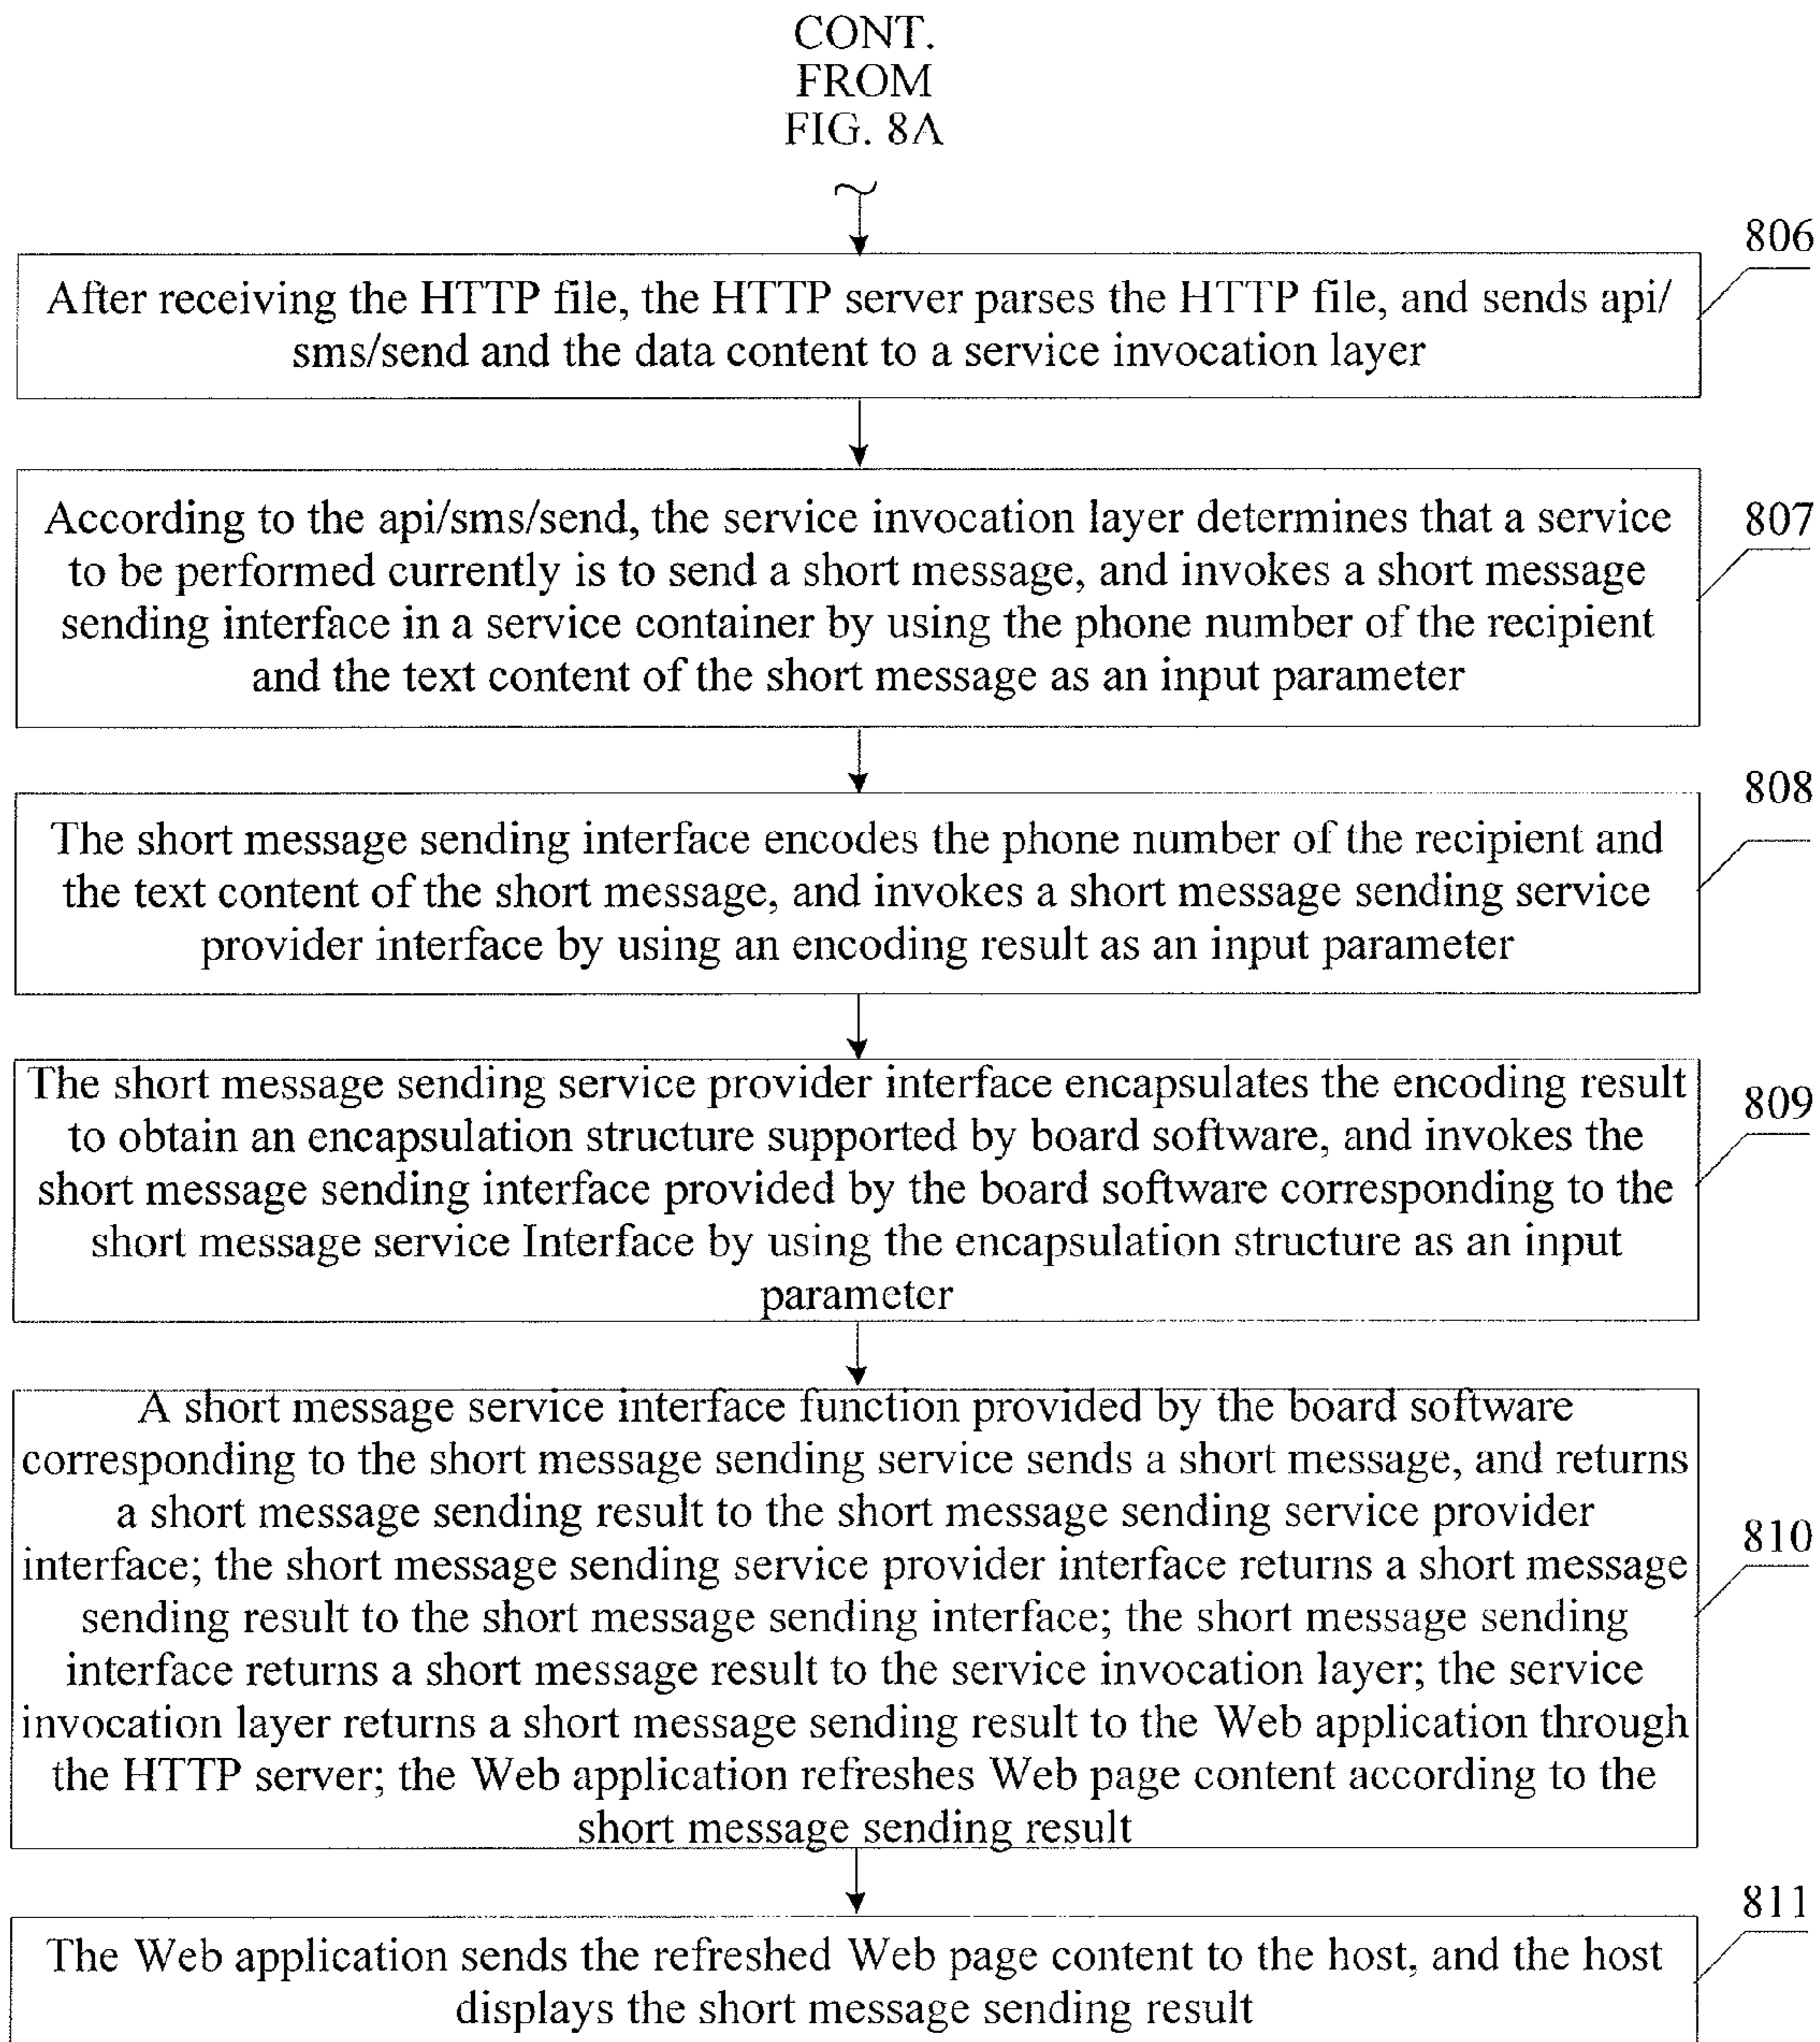 CONT.
FROM
FIG. 8A
806
After receiving the HTTP file, the HTTP server parses the HTTP file, and sends api/
sms/send and the data content to a service invocation layer
807
According to the api/sms/send, the service invocation layer determines that a service
to be performed currently is to send a short message, and invokes a short message
sending interface in a service container by using the phone number of the recipient
and the text content of the short message as an input parameter
808
The short message sending interface encodes the phone number of the recipient and
the text content of the short message, and invokes a short message sending service
provider interface by using an encoding result as an input parameter
809
The short message sending service provider interface encapsulates the encoding result
to obtain an encapsulation structure supported by board software, and invokes the
short message sending interface provided by the board software corresponding to the
short message service Interface by using the encapsulation structure as an input
parameter
810
A short message service interface function provided by the board software
corresponding to the short message sending service sends a short message, and returns
a short message sending result to the short message sending service provider
interface; the short message sending service provider interface returns a short message
sending result to the short message sending interface; the short message sending
interface returns a short message result to the service invocation layer; the service
invocation layer returns a short message sending result to the Web application through
the HTTP server; the Web application refreshes Web page content according to the
short message sending result
811
The Web application sends the refreshed Web page content to the host, and the host
displays the short message sending result